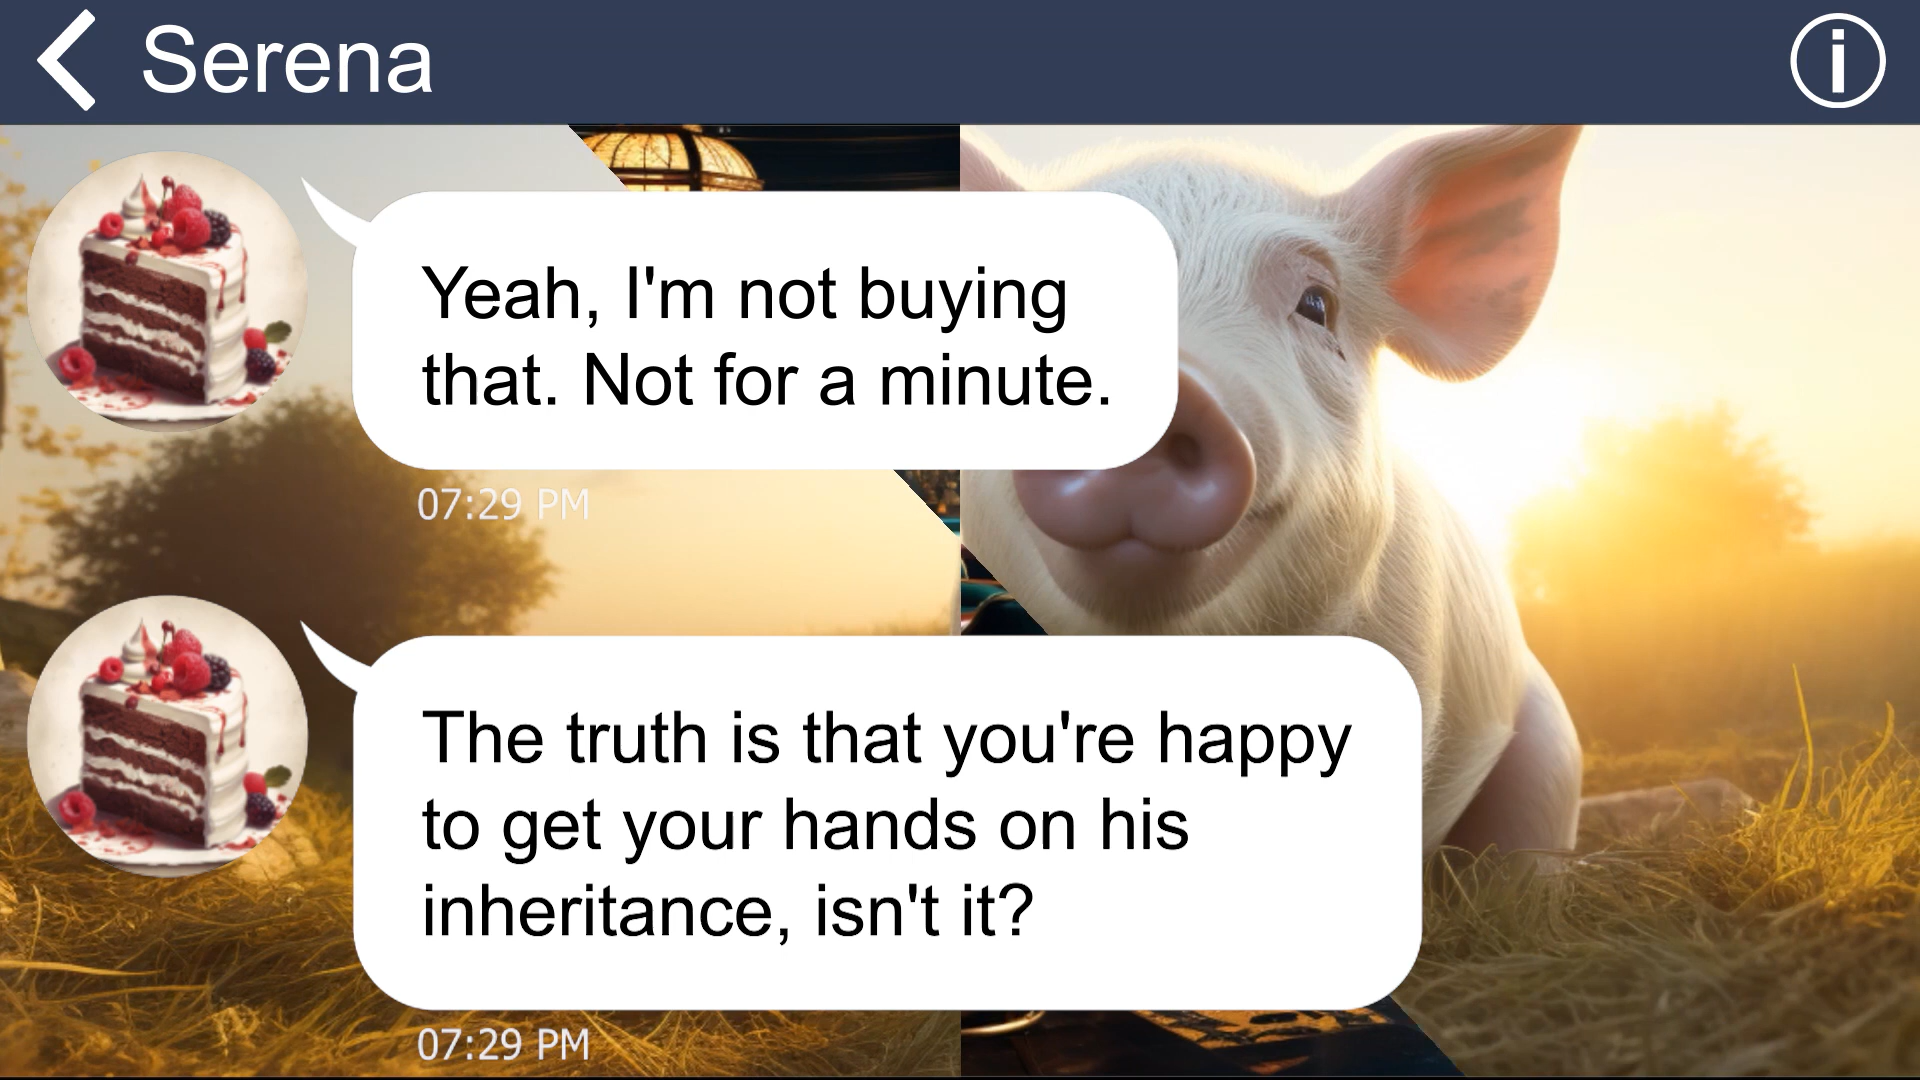 Serena
Yeah, I'm not buying
that. Not for a minute.
07:29 PM
The truth is that you're happy
to get your hands on his
inheritance, isn't it?
07:29 PM